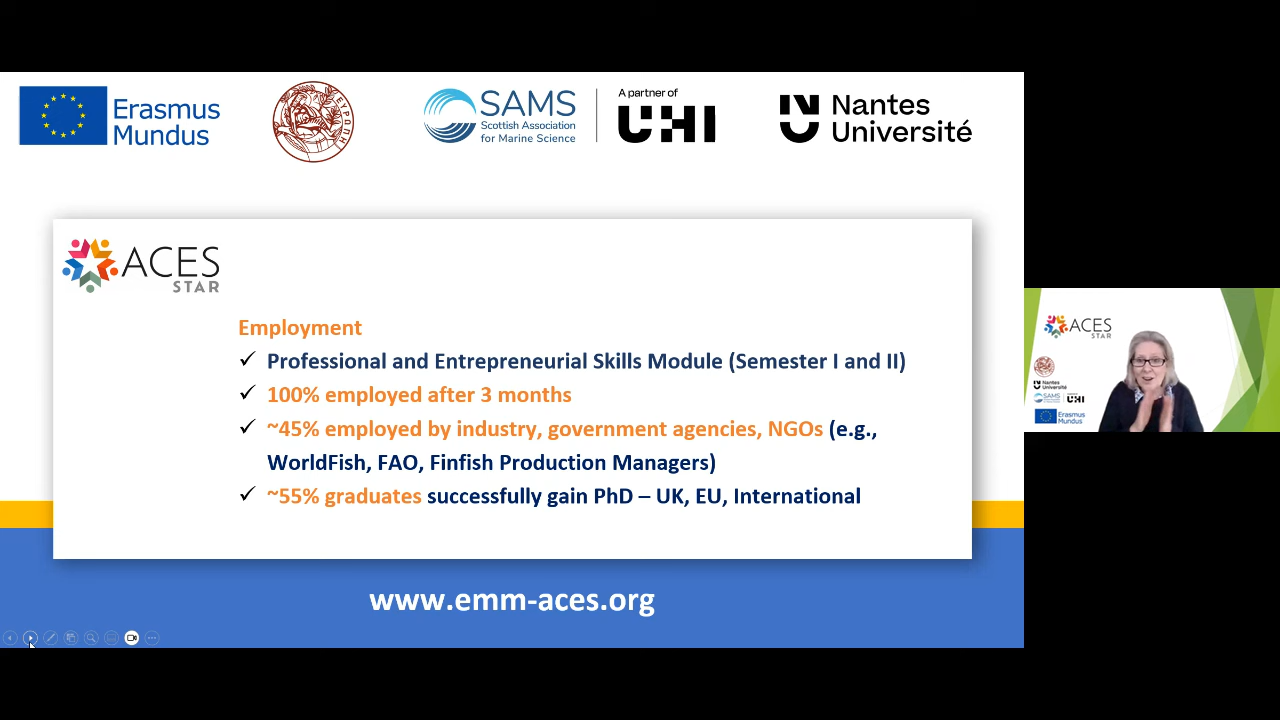 Erasmus
Mundus
ΕΥΡΩΠΗ
SAMS
Scottish Association
for Marine Science
A partner of
UHI
Nantes
Université
ACES
STAR
Employment
✓ Professional and Entrepreneurial Skills Module (Semester I and II)
✓ 100% employed after 3 months
✓ ~45% employed by industry, government agencies, NGOs (e.g.,
WorldFish, FAO, Finfish Production Managers)
✓ ~55% graduates successfully gain PhD – UK, EU, International
www.emm-aces.org
ACES
STAR
Nantes
Université
SAMS
UHI
Erasmus
Mundus